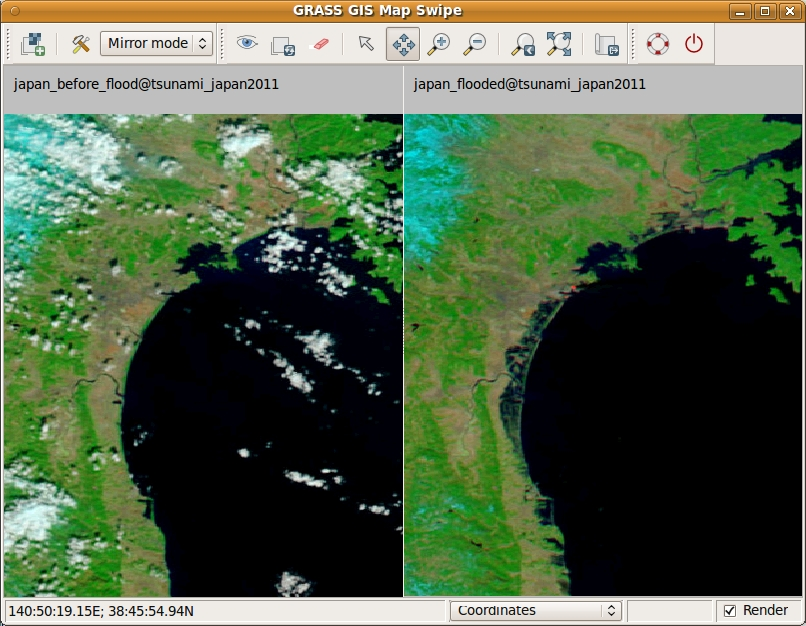 GRASS GIS Map Swipe
Mirror mode
japan_before_flood@tsunami_japan2011
japan_flooded@tsunami_japan2011
140:50:19.15E; 38:45:54.94N
Coordinates
Render